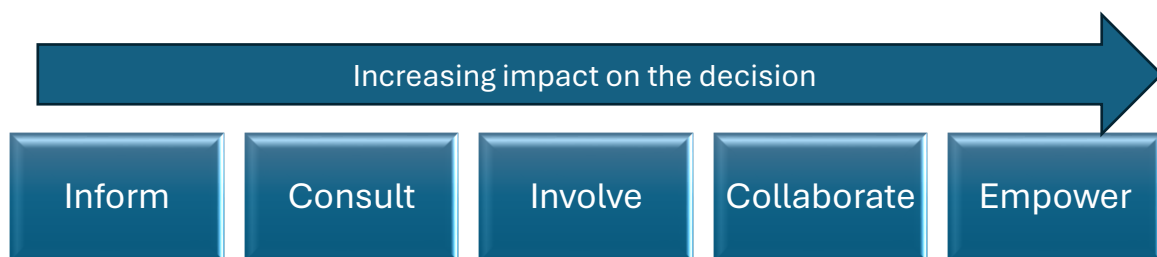 Increasing impact on the decision
Inform
Consult
Involve
Collaborate
Empower